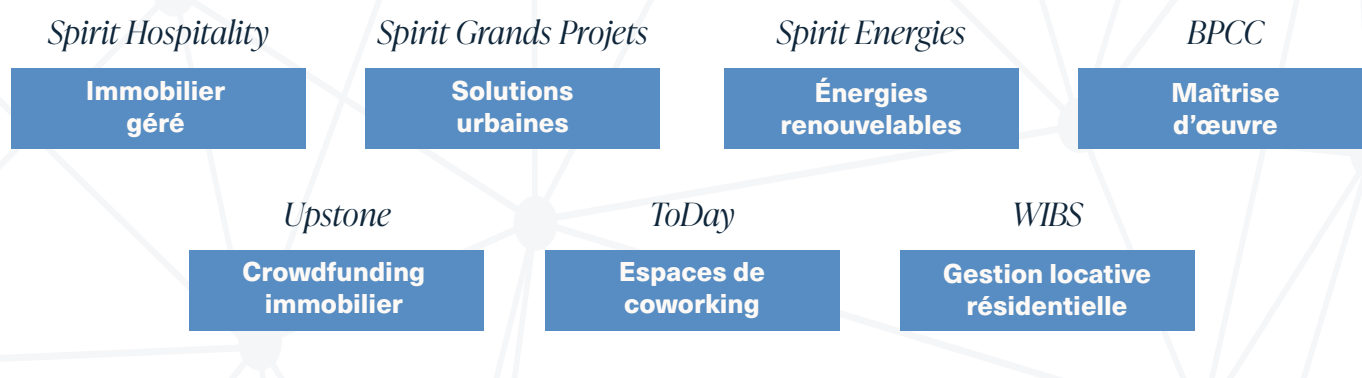 Spirit Hospitality
Immobilier
géré
Spirit Grands Projets
Solutions
urbaines
Spirit Energies
Énergies
renouvelables
BPCC
Maîtrise
d’œuvre
Upstone
Crowdfunding
immobilier
ToDay
Espaces de
coworking
WIBS
Gestion locative
résidentielle